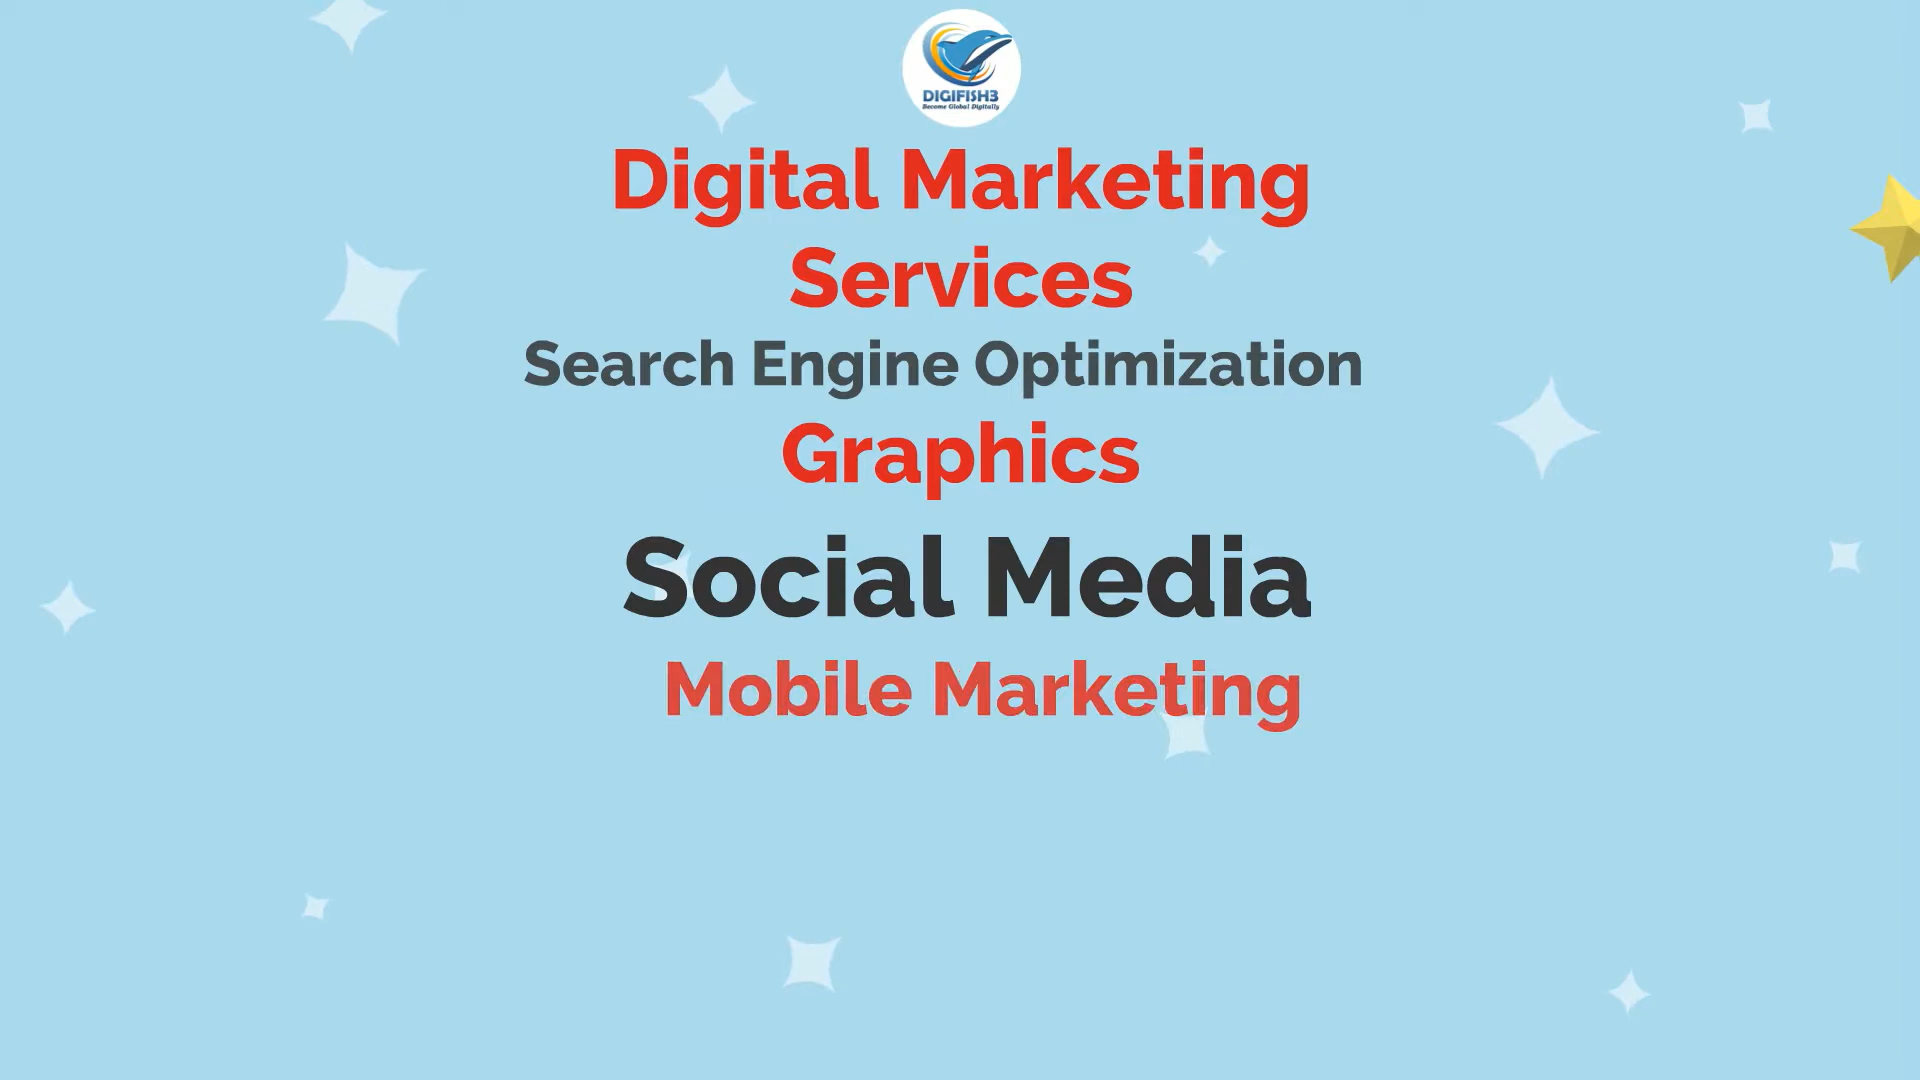 DIGIFISH3
Become Global Digitally
Digital Marketing
Services
Search Engine Optimization
Graphics
Social Media
Mobile Marketing